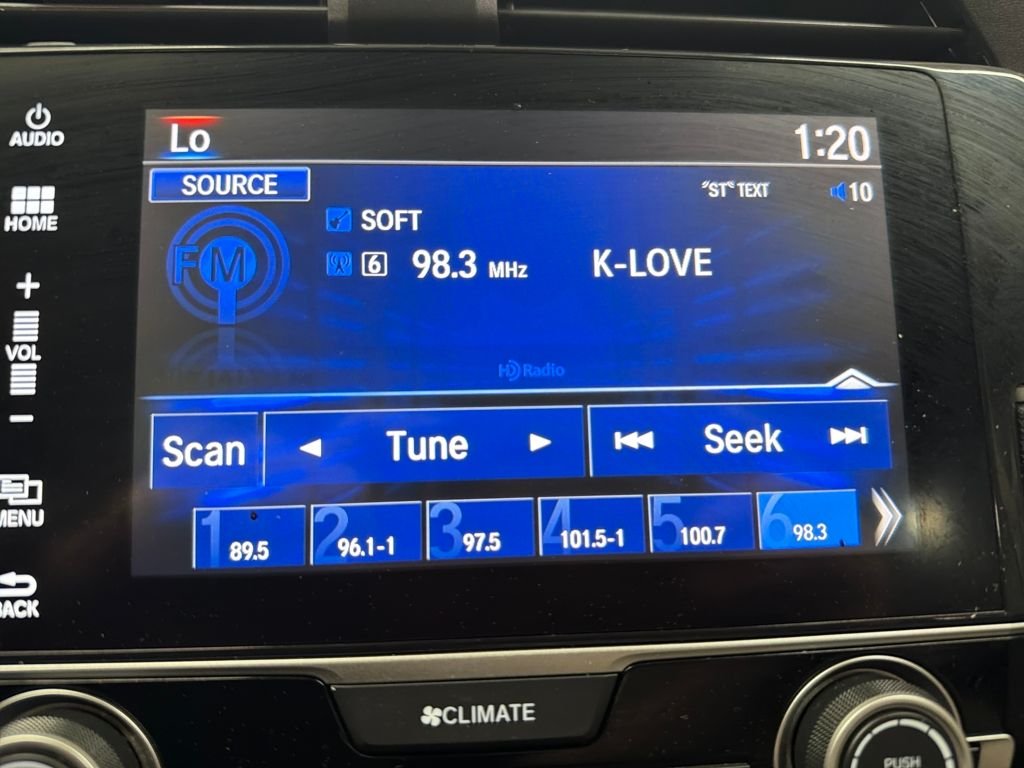 AUDIO
Lo
1:20
SOURCE
"ST" TEXT
10
HOME
FM
SOFT
6
98.3 MHz
K-LOVE
+
VOL
−
HD Radio
Scan
Tune
Seek
MENU
1 89.5
2 96.1-1
3 97.5
4 101.5-1
5 100.7
6 98.3
BACK
CLIMATE
PUSH